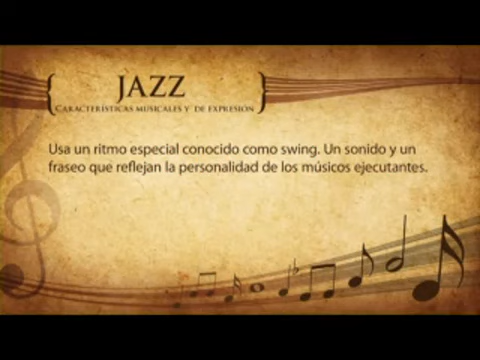 JAZZ
CARACTERÍSTICAS MUSICALES Y DE EXPRESIÓN
Usa un ritmo especial conocido como swing. Un sonido y un
fraseo que reflejan la personalidad de los músicos ejecutantes.